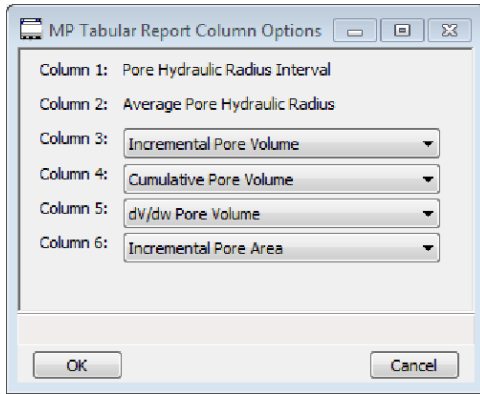 MP Tabular Report Column Options
Column 1: Pore Hydraulic Radius Interval
Column 2: Average Pore Hydraulic Radius
Column 3: Incremental Pore Volume
Column 4: Cumulative Pore Volume
Column 5: dV/dw Pore Volume
Column 6: Incremental Pore Area
OK Cancel